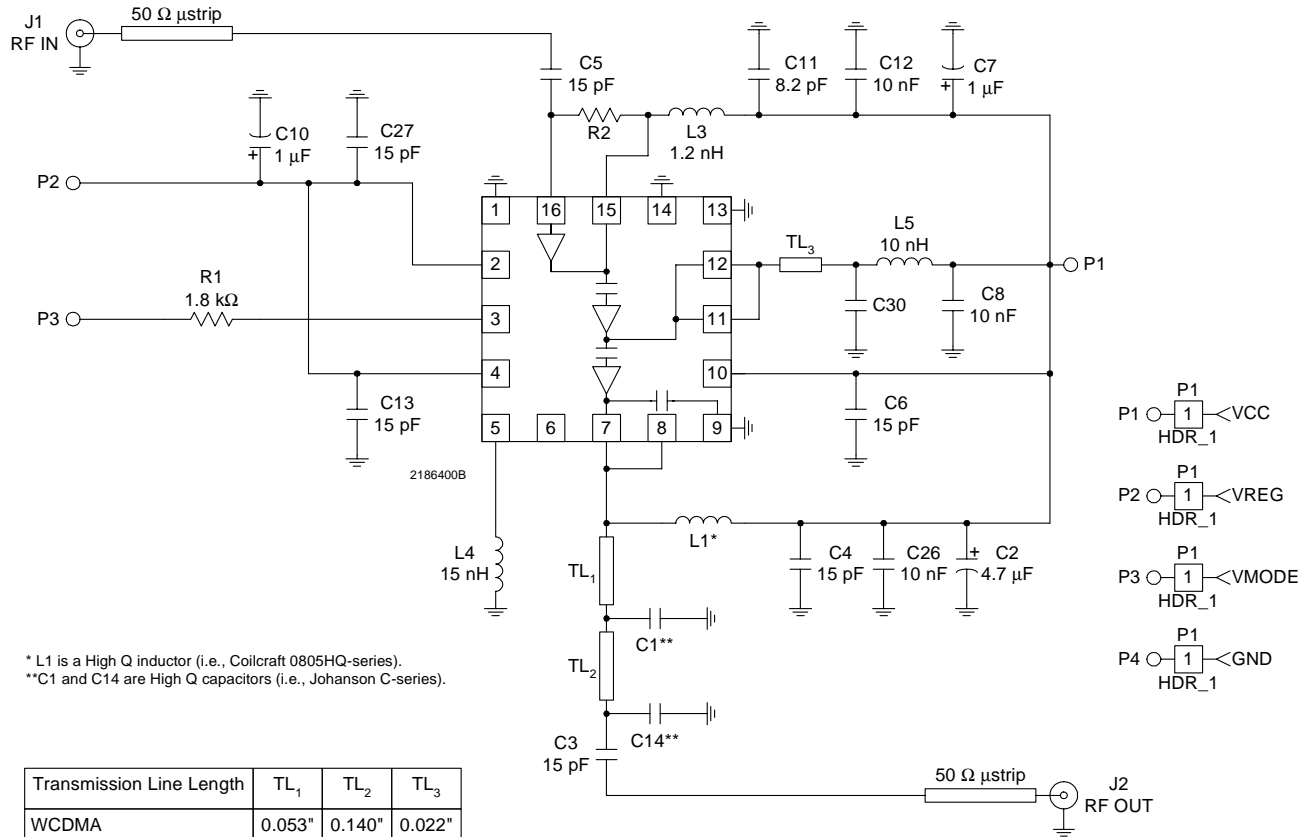 J1
RF IN
50 Ω µstrip
C5
15 pF
C11
8.2 pF
C12
10 nF
C7
+ 1 µF
C10
+ 1 µF
C27
15 pF
R2
L3
1.2 nH
P2
1
16
15
14
13
2
12
TL3
L5
10 nH
P1
R1
1.8 kΩ
P3
3
11
C30
C8
10 nF
4
10
C13
15 pF
C6
15 pF
5
6
7
8
9
2186400B
P1
P1
1
VCC
HDR_1
P1
P2
1
VREG
HDR_1
P1
P3
1
VMODE
HDR_1
P1
P4
1
GND
HDR_1
L4
15 nH
L1*
C4
15 pF
C26
10 nF
+ C2
4.7 µF
TL1
C1**
TL2
C14**
C3
15 pF
50 Ω µstrip
J2
RF OUT
* L1 is a High Q inductor (i.e., Coilcraft 0805HQ-series).
**C1 and C14 are High Q capacitors (i.e., Johanson C-series).
Transmission Line Length TL1 TL2 TL3
WCDMA 0.053" 0.140" 0.022"